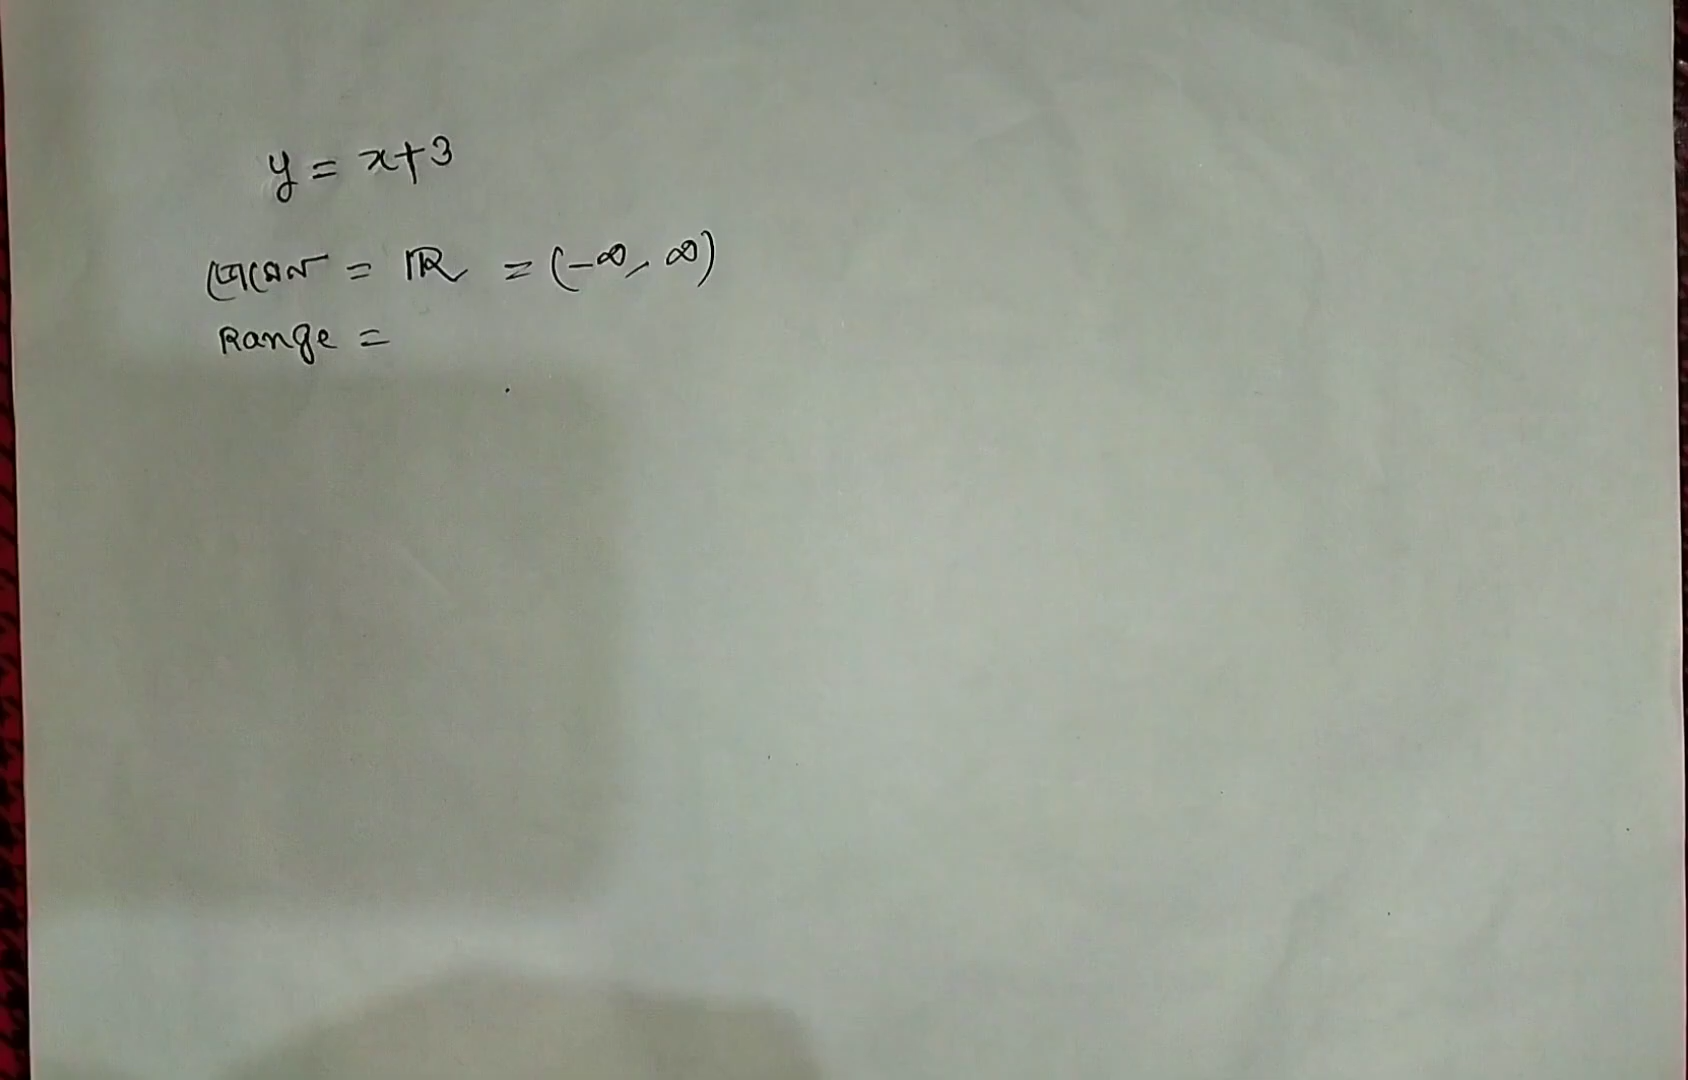 y = x+3
ডোমেন = ℝ = (-∞, ∞)
Range =